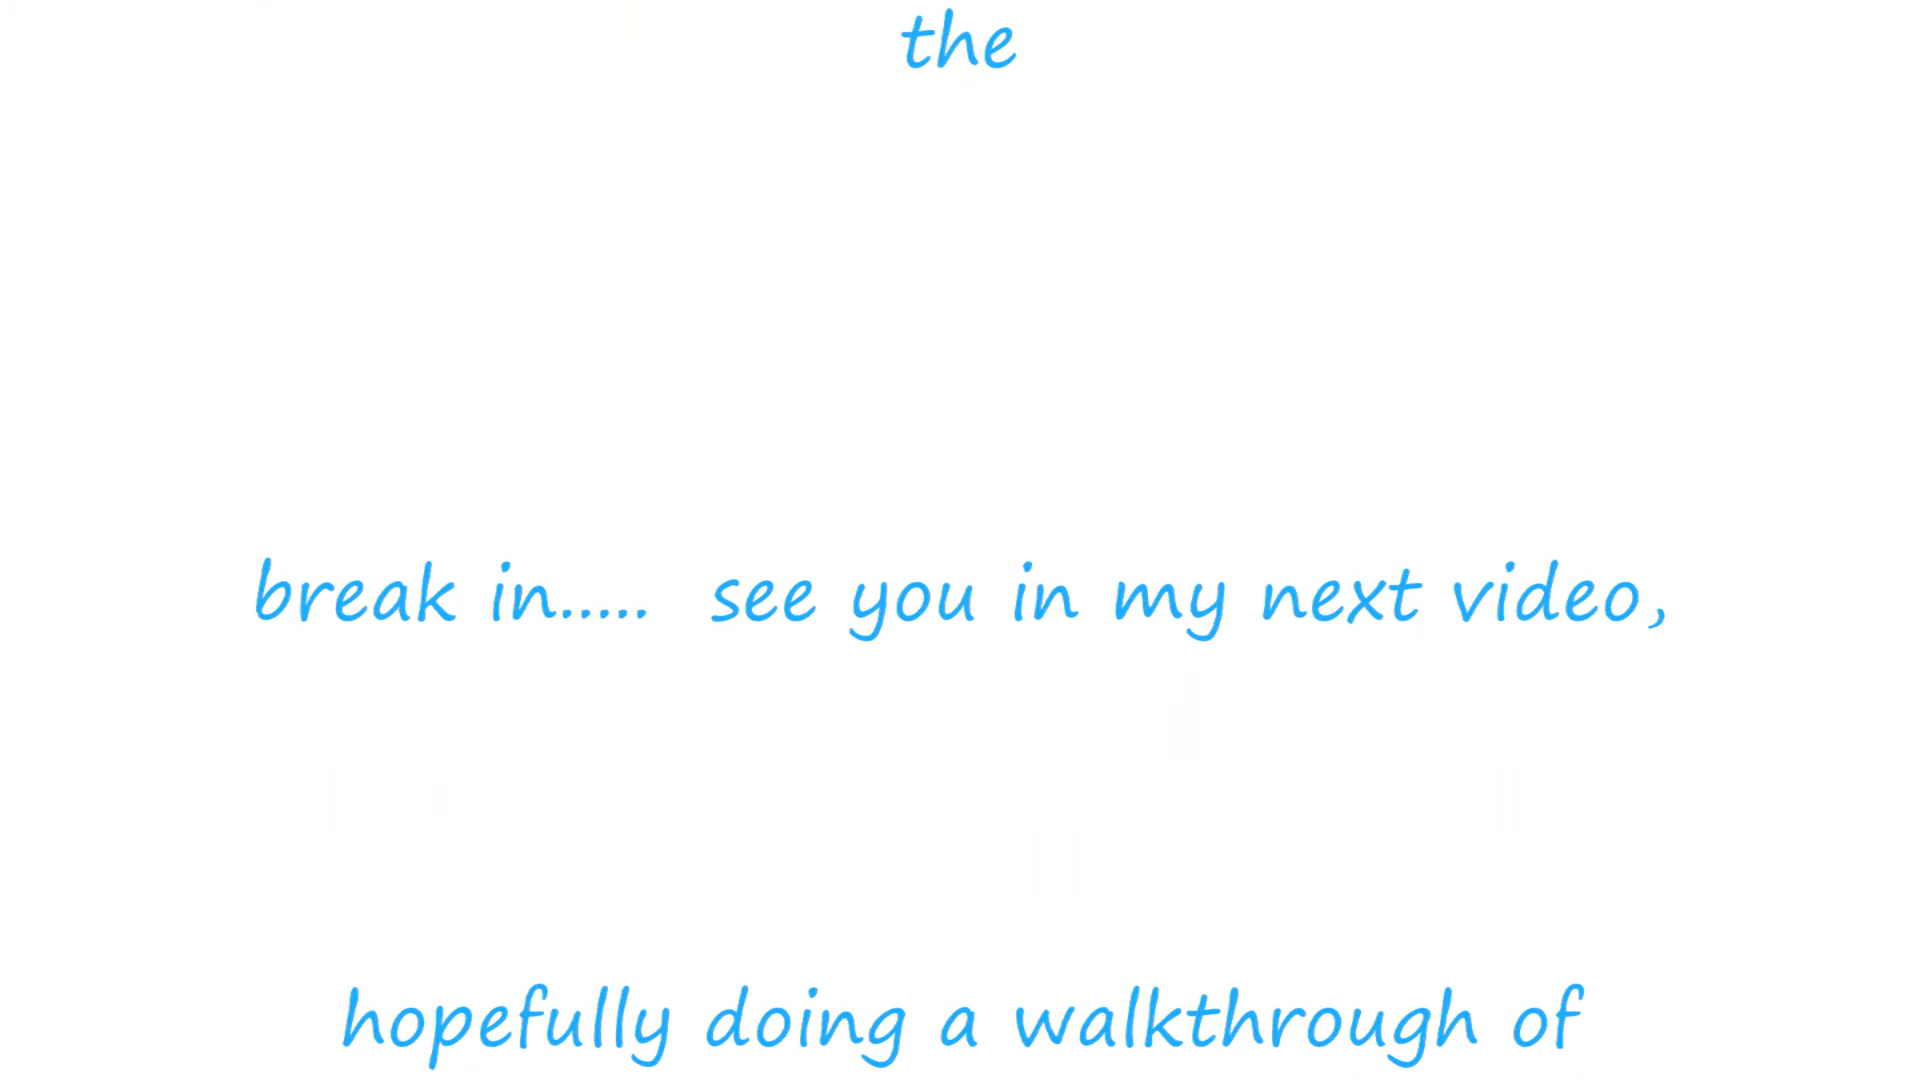 the
break in.....  see you in my next video,
hopefully doing a walkthrough of